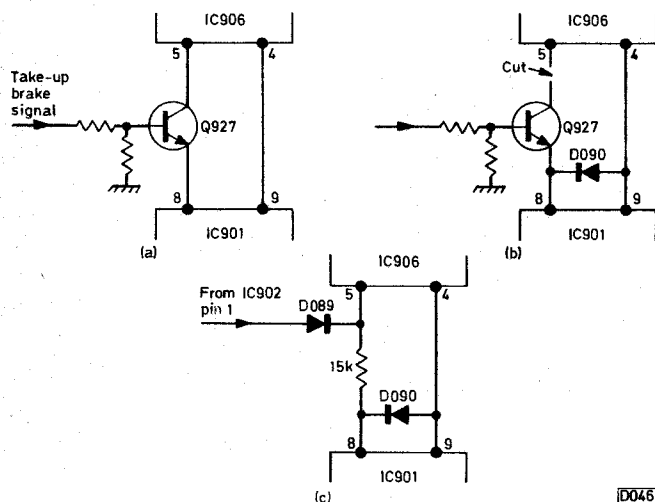 IC906
5
4
Take-up
brake
signal
Q927
8
9
IC901
(a)
IC906
5
4
Cut
Q927
D090
8
9
IC901
(b)
IC906
5
4
From IC902
pin 1
D089
15k
D090
8
9
IC901
(c)
D046